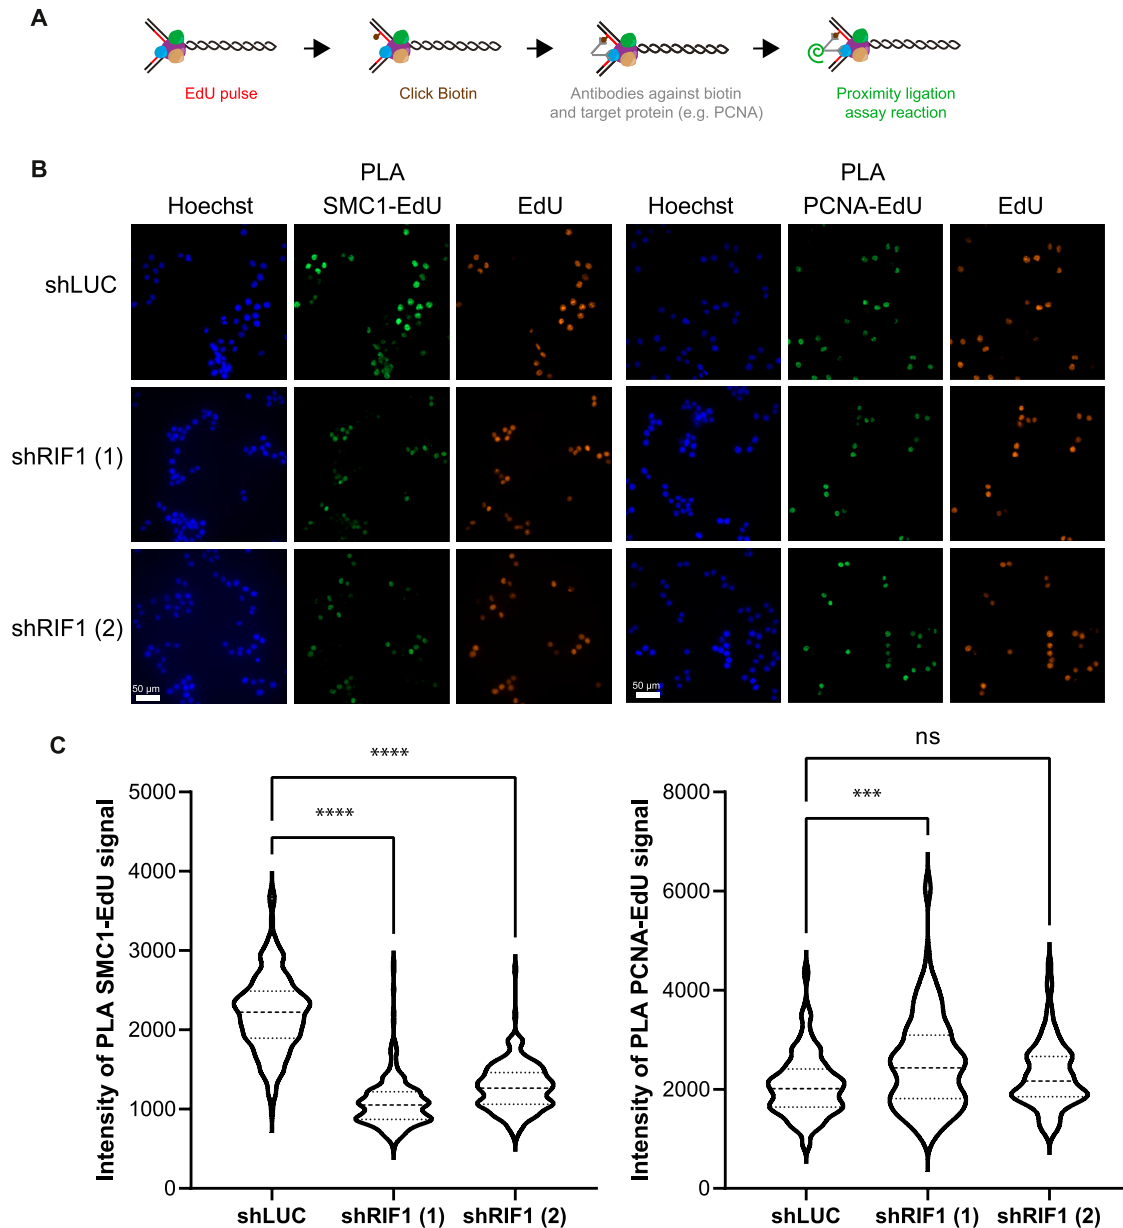 A
EdU pulse
Click Biotin
Antibodies against biotin
and target protein (e.g. PCNA)
Proximity ligation
assay reaction
B
PLA
PLA
Hoechst
SMC1-EdU
EdU
Hoechst
PCNA-EdU
EdU
shLUC
shRIF1 (1)
shRIF1 (2)
50 µm
50 µm
C
****
****
Intensity of PLA SMC1-EdU signal
5000
4000
3000
2000
1000
0
shLUC
shRIF1 (1)
shRIF1 (2)
ns
***
Intensity of PLA PCNA-EdU signal
8000
6000
4000
2000
0
shLUC
shRIF1 (1)
shRIF1 (2)